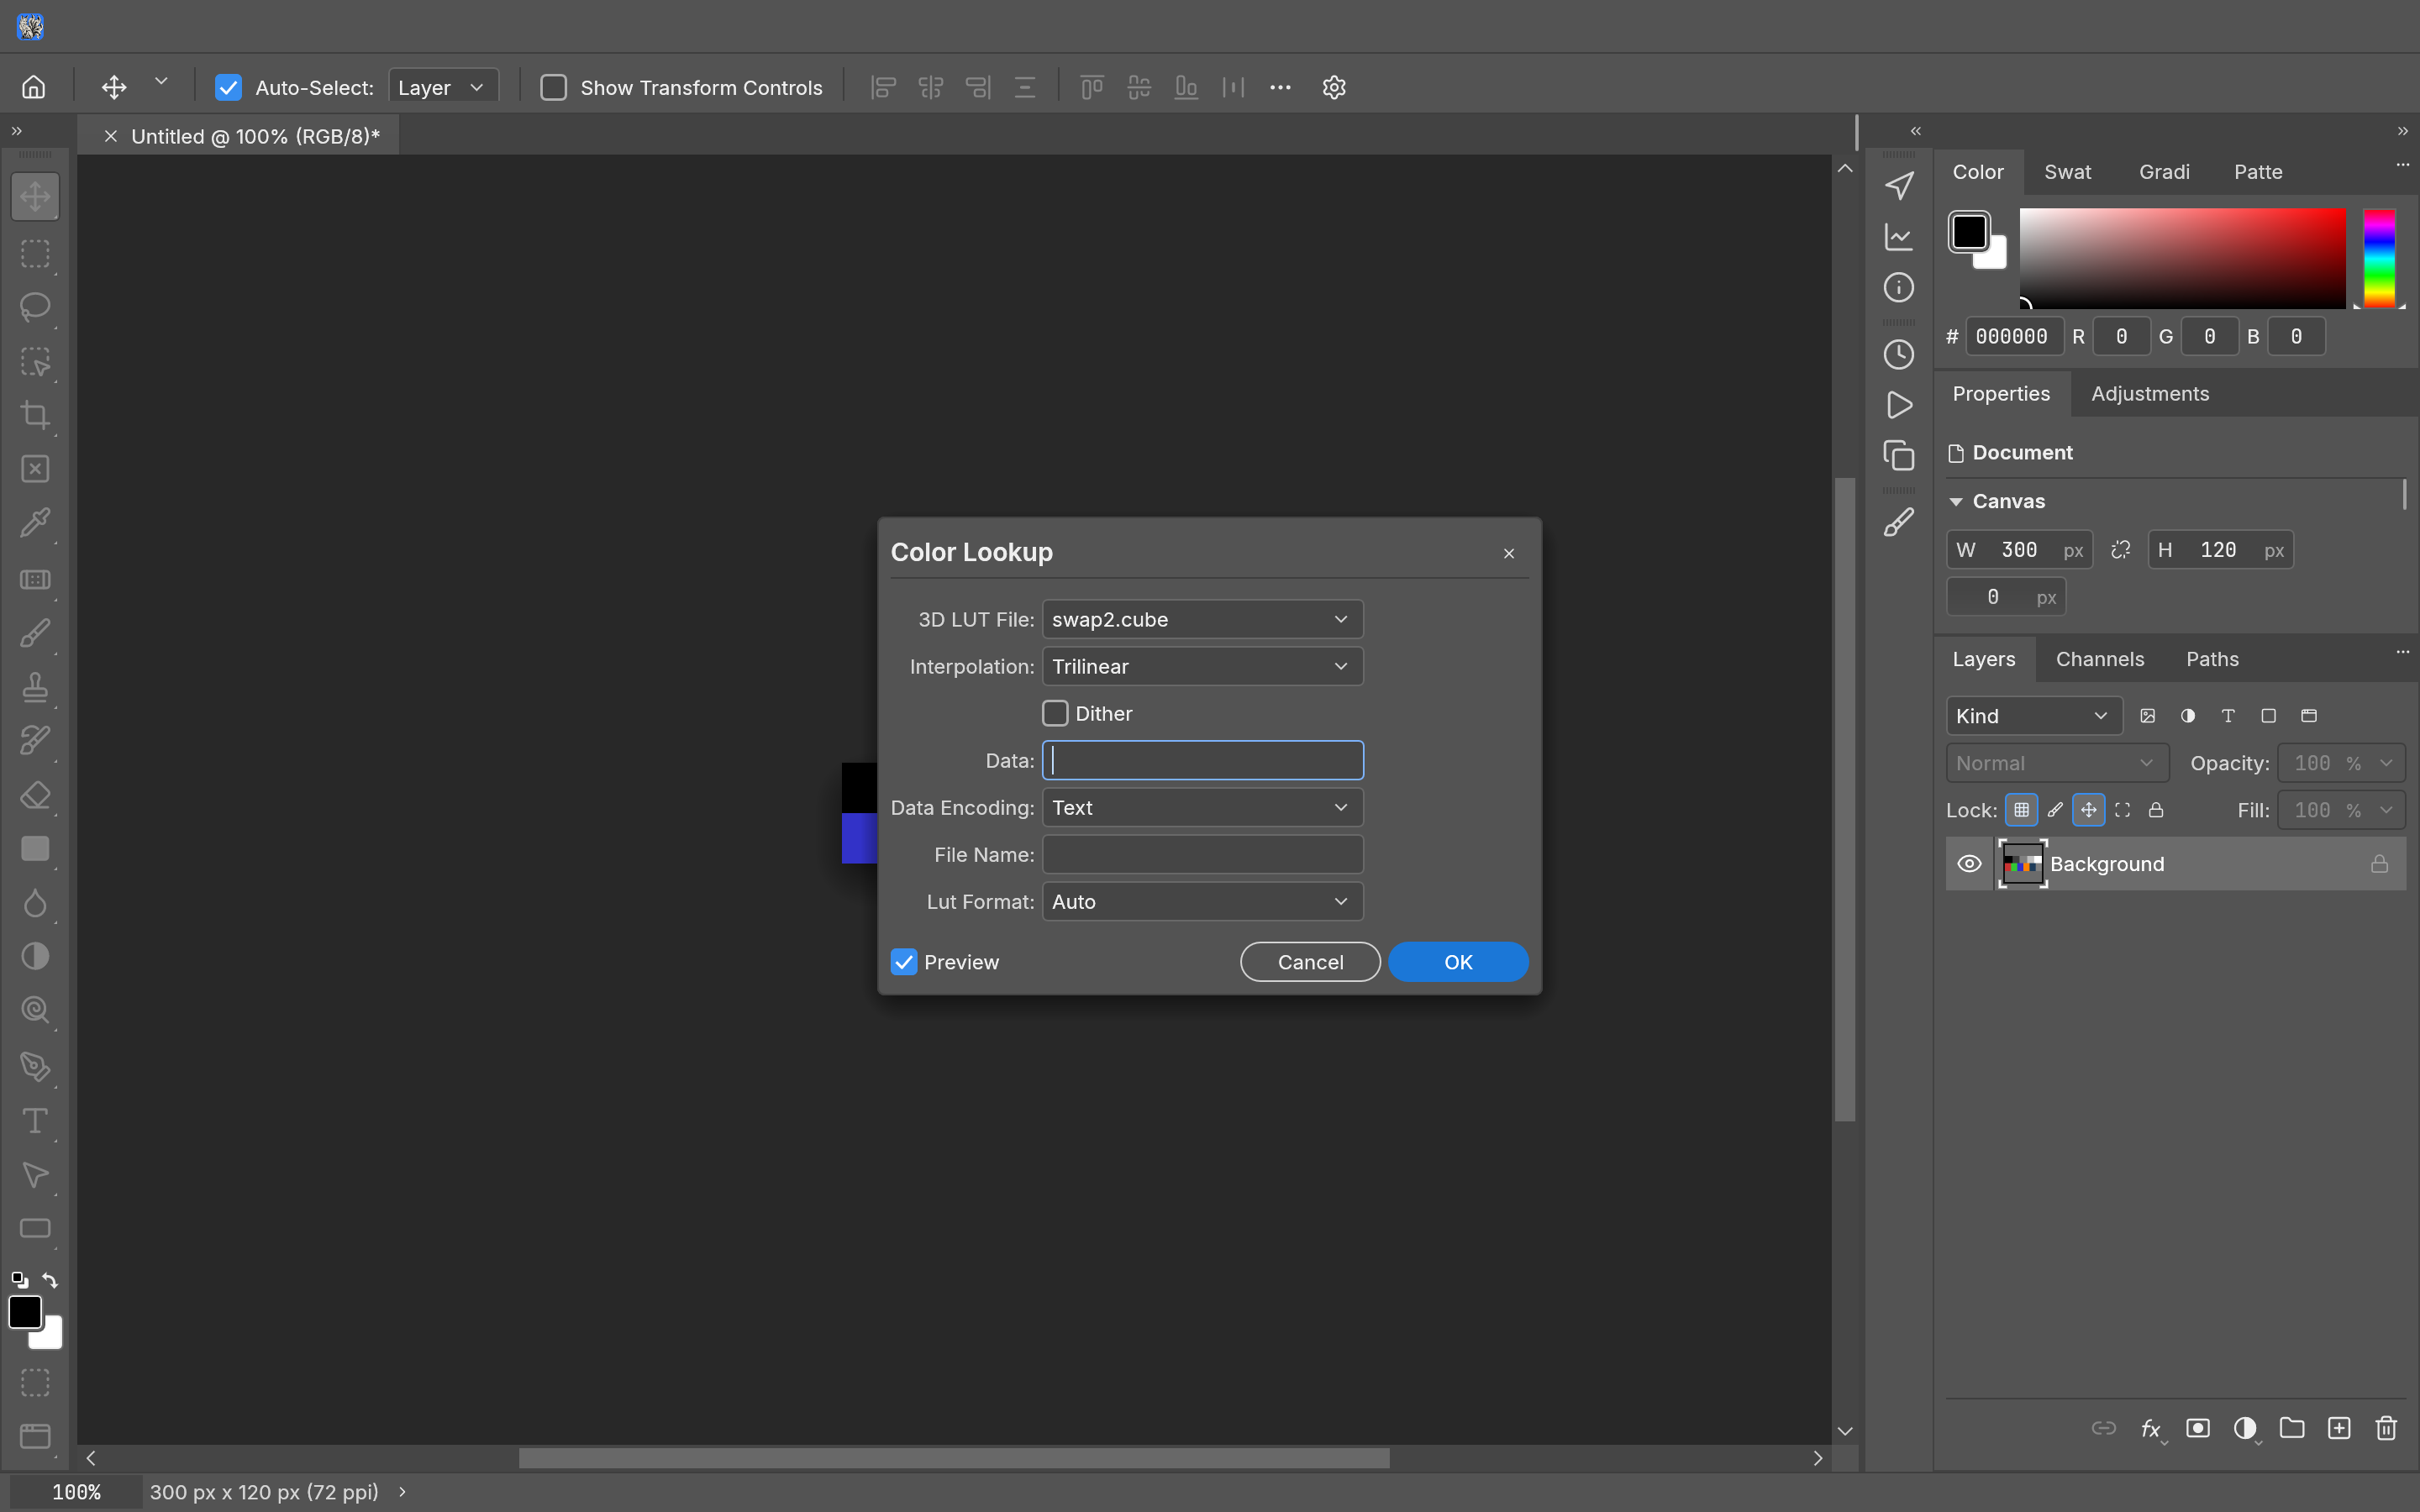 Auto-Select: Layer Show Transform Controls
Untitled @ 100% (RGB/8)*
Color Swat Gradi Patte
# 000000 R 0 G 0 B 0
Properties Adjustments
Document
Canvas
W 300 px H 120 px
0 px
Color Lookup
3D LUT File: swap2.cube
Interpolation: Trilinear
Dither
Data:
Data Encoding: Text
File Name:
Lut Format: Auto
Preview Cancel OK
Layers Channels Paths
Kind
Normal Opacity: 100 %
Lock: Fill: 100 %
Background
fx
100% 300 px x 120 px (72 ppi)